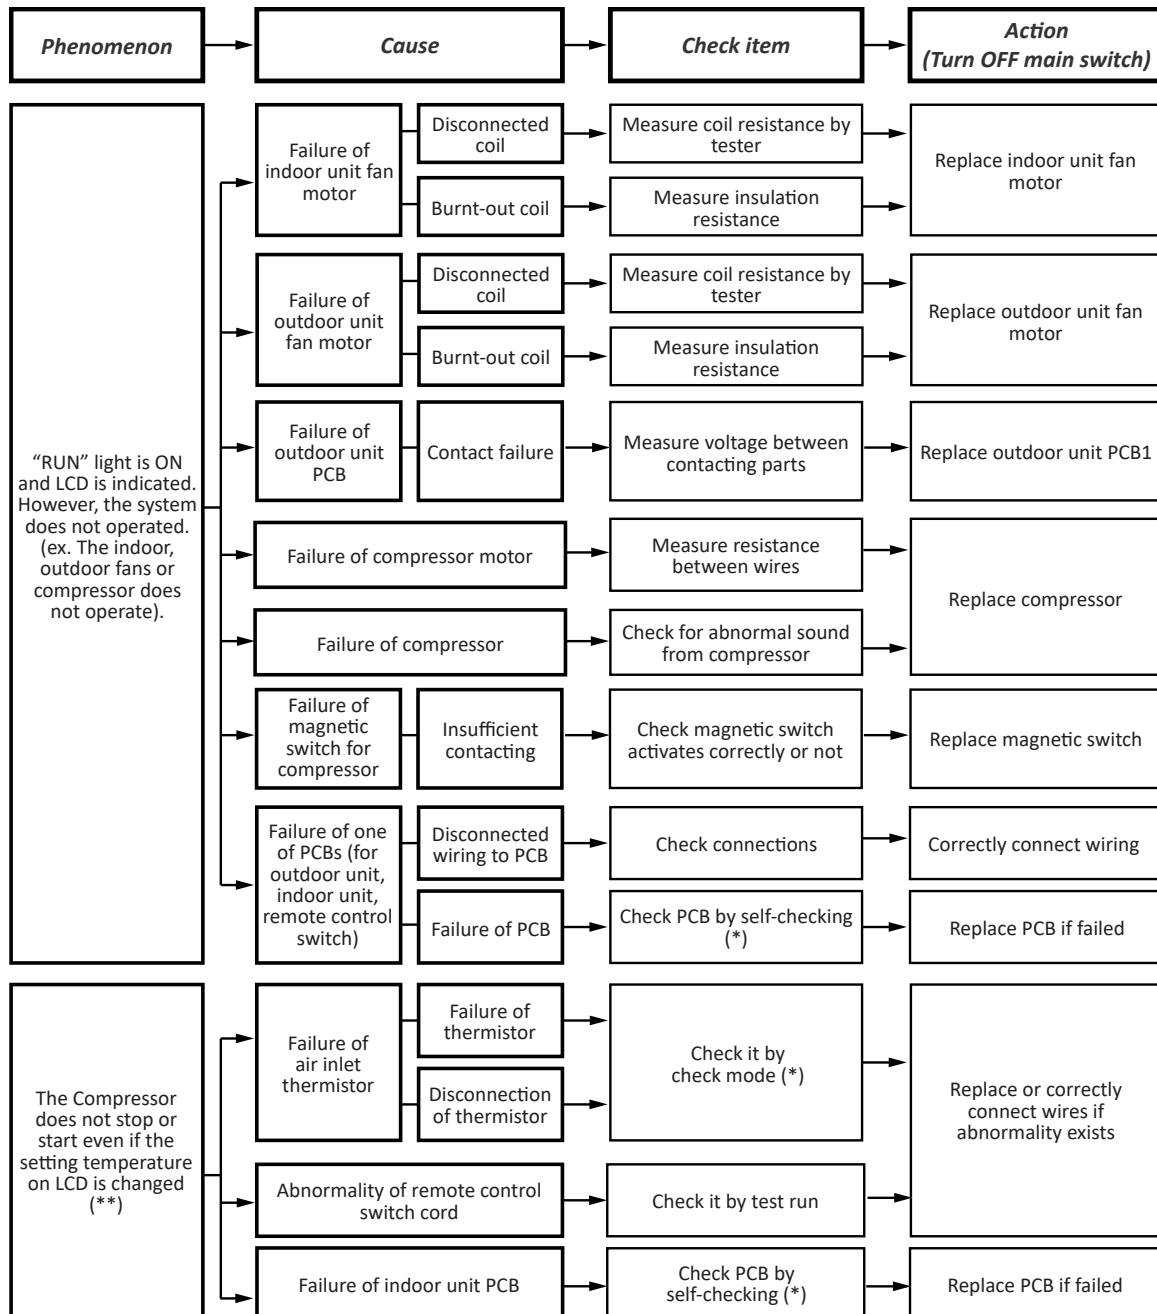 Phenomenon
Cause
Check item
Action
(Turn OFF main switch)
“RUN” light is ON
and LCD is indicated.
However, the system
does not operated.
(ex. The indoor,
outdoor fans or
compressor does
not operate).
Failure of
indoor unit fan
motor
Disconnected
coil
Measure coil resistance by
tester
Burnt-out coil
Measure insulation
resistance
Replace indoor unit fan
motor
Failure of
outdoor unit
fan motor
Disconnected
coil
Measure coil resistance by
tester
Burnt-out coil
Measure insulation
resistance
Replace outdoor unit fan
motor
Failure of
outdoor unit
PCB
Contact failure
Measure voltage between
contacting parts
Replace outdoor unit PCB1
Failure of compressor motor
Measure resistance
between wires
Failure of compressor
Check for abnormal sound
from compressor
Replace compressor
Failure of
magnetic
switch for
compressor
Insufficient
contacting
Check magnetic switch
activates correctly or not
Replace magnetic switch
Failure of one
of PCBs (for
outdoor unit,
indoor unit,
remote control
switch)
Disconnected
wiring to PCB
Check connections
Correctly connect wiring
Failure of PCB
Check PCB by self-checking
(*)
Replace PCB if failed
The Compressor
does not stop or
start even if the
setting temperature
on LCD is changed
(**)
Failure of
air inlet
thermistor
Failure of
thermistor
Disconnection
of thermistor
Check it by
check mode (*)
Abnormality of remote control
switch cord
Check it by test run
Replace or correctly
connect wires if
abnormality exists
Failure of indoor unit PCB
Check PCB by
self-checking (*)
Replace PCB if failed